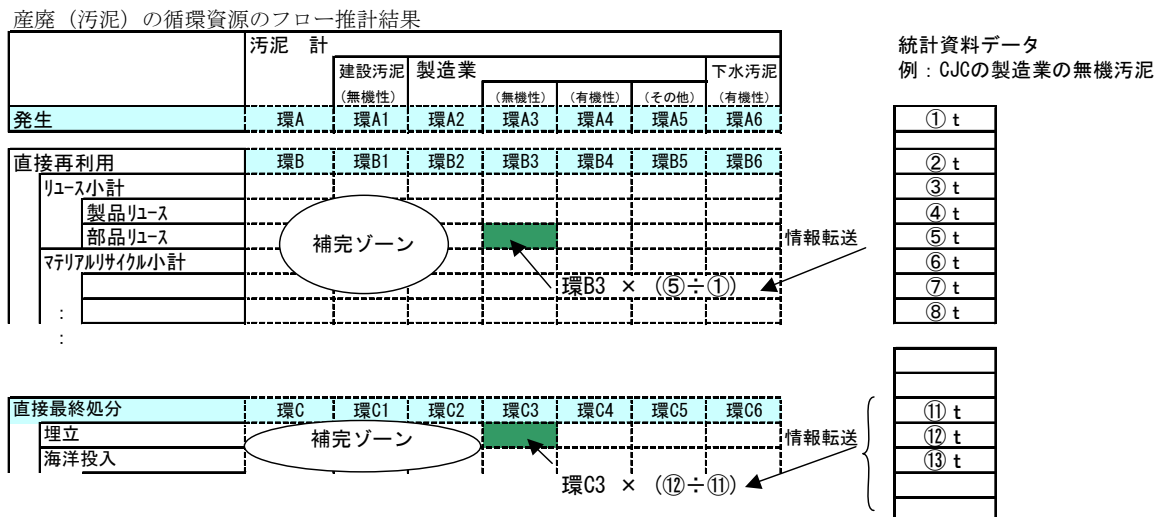 産廃（汚泥）の循環資源のフロー推計結果
汚泥　計
建設汚泥 製造業 下水汚泥
(無機性) (無機性) (有機性) (その他) (有機性)
発生 環A 環A1 環A2 環A3 環A4 環A5 環A6
直接再利用 環B 環B1 環B2 環B3 環B4 環B5 環B6
ﾘﾕｰｽ小計
製品ﾘﾕｰｽ
部品ﾘﾕｰｽ
ﾏﾃﾘｱﾙﾘｻｲｸﾙ小計
：
：
補完ゾーン
環B3 × (⑤÷①)
情報転送
直接最終処分 環C 環C1 環C2 環C3 環C4 環C5 環C6
埋立
海洋投入
補完ゾーン
環C3 × (⑫÷⑪)
情報転送
統計資料データ
例：CJCの製造業の無機汚泥
① t
② t
③ t
④ t
⑤ t
⑥ t
⑦ t
⑧ t
⑪ t
⑫ t
⑬ t